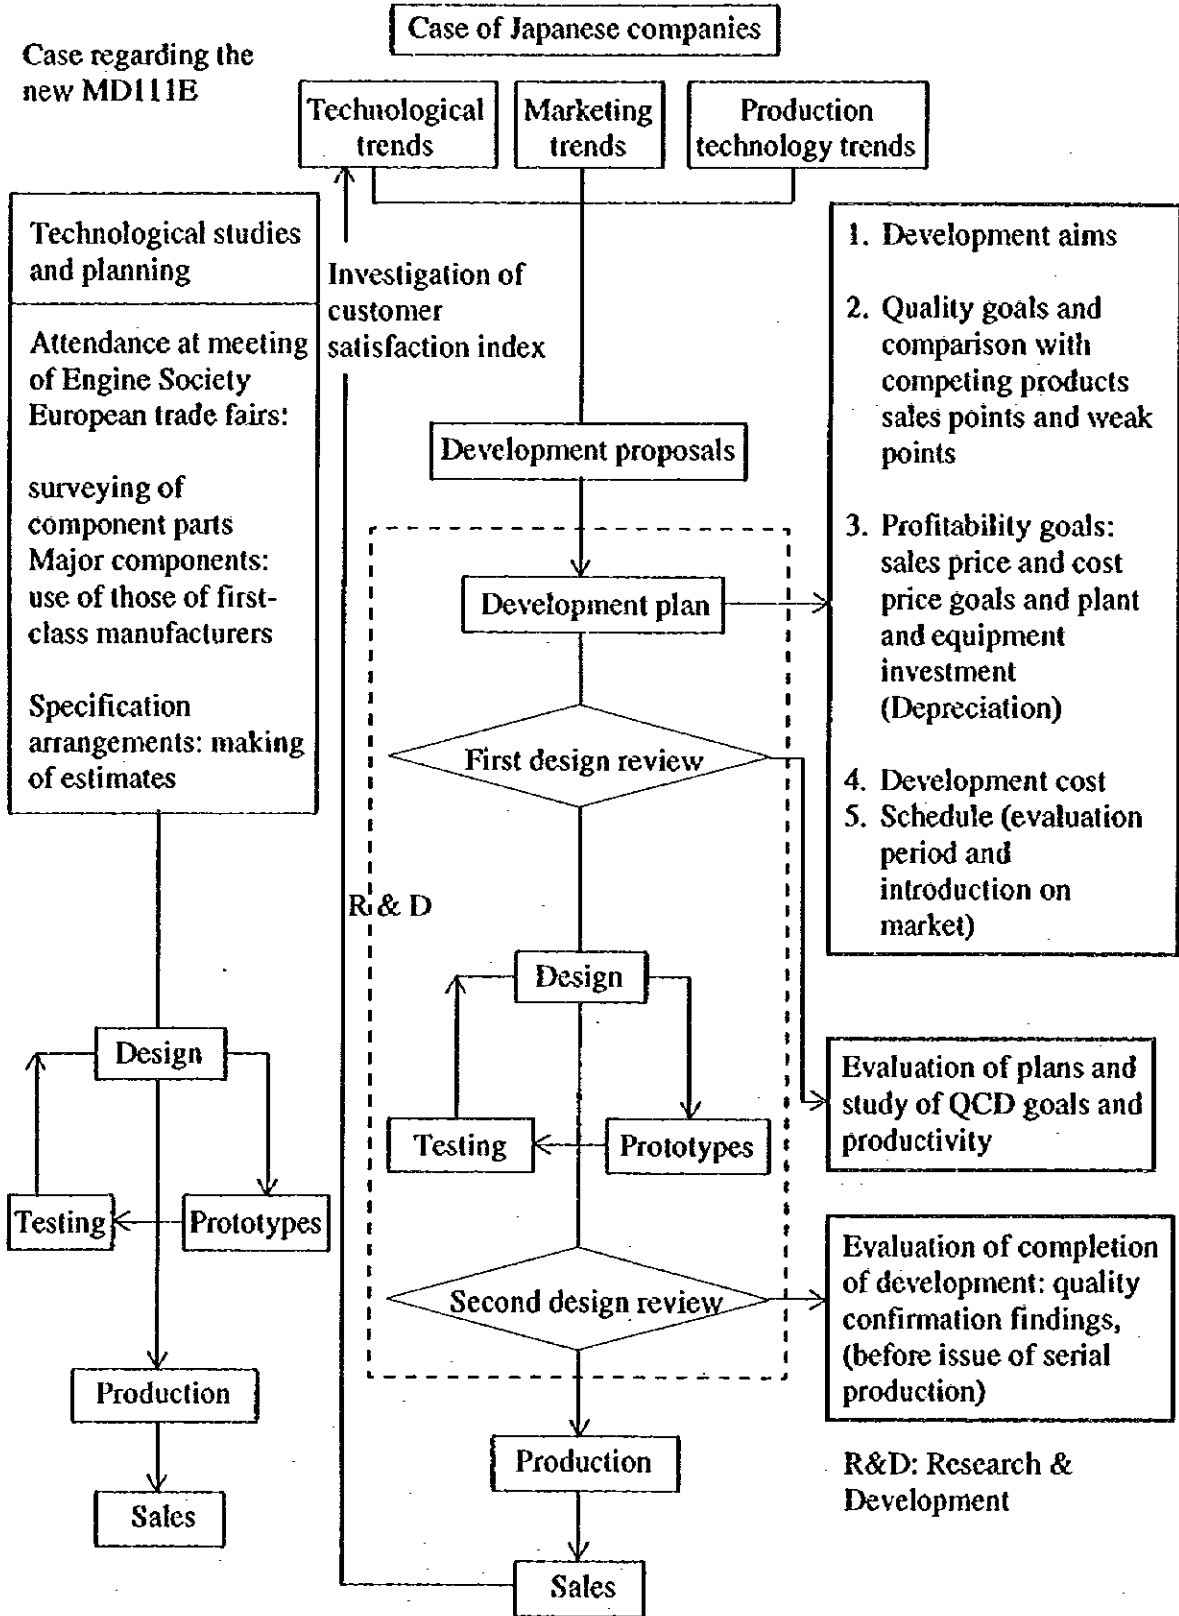 Case of Japanese companies
Case regarding the
new MD111E
Technological
trends
Marketing
trends
Production
technology trends
Technological studies
and planning
Attendance at meeting
of Engine Society
European trade fairs:
surveying of
component parts
Major components:
use of those of first-
class manufacturers
Specification
arrangements: making
of estimates
Design
Testing
Prototypes
Production
Sales
Investigation of
customer
satisfaction index
Development proposals
Development plan
First design review
R & D
Design
Testing
Prototypes
Second design review
Production
Sales
1. Development aims
2. Quality goals and
comparison with
competing products
sales points and weak
points
3. Profitability goals:
sales price and cost
price goals and plant
and equipment
investment
(Depreciation)
4. Development cost
5. Schedule (evaluation
period and
introduction on
market)
Evaluation of plans and
study of QCD goals and
productivity
Evaluation of completion
of development: quality
confirmation findings,
(before issue of serial
production)
R&D: Research &
Development